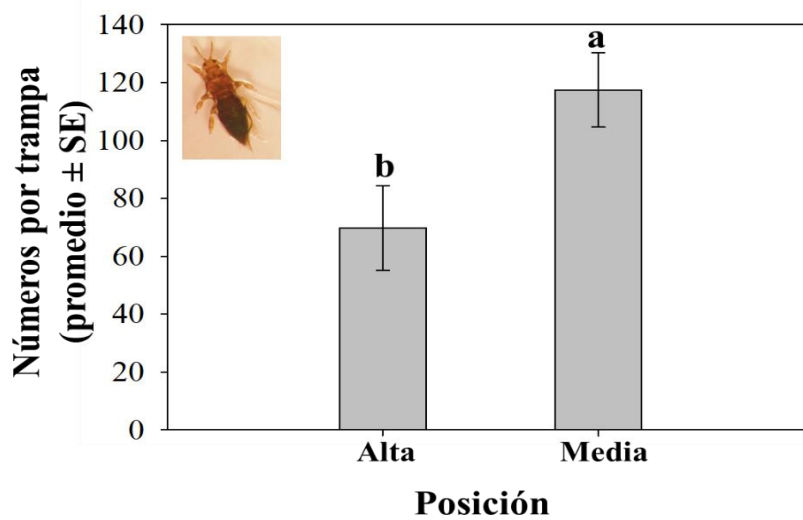 Números por trampa
(promedio ± SE)
140
120
100
80
60
40
20
0
b
a
Alta
Media
Posición